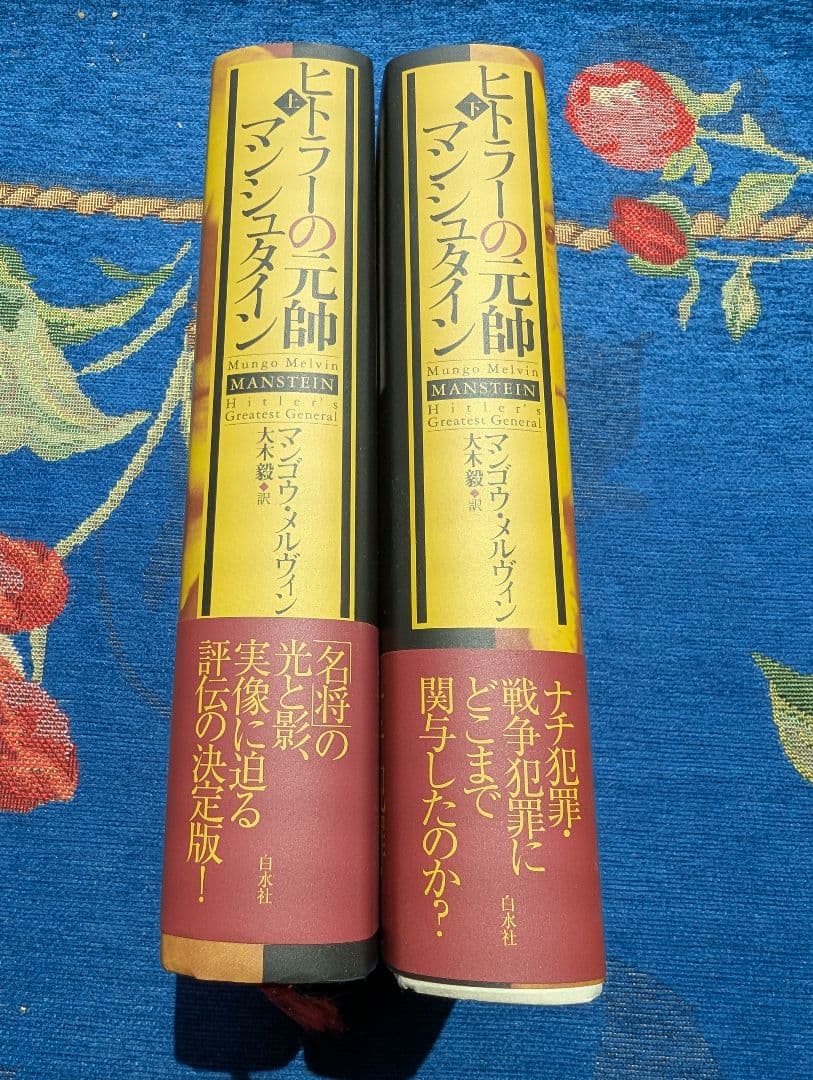 ヒトラーの元帥
上
マンシュタイン
Mungo Melvin
MANSTEIN
Hitler's
Greatest General
マンゴウ・メルヴィン
大木毅◆訳
「名将」の
光と影、
実像に迫る
評伝の決定版!
白水社
ヒトラーの元帥
下
マンシュタイン
Mungo Melvin
MANSTEIN
Hitler's
Greatest General
マンゴウ・メルヴィン
大木毅◆訳
ナチ犯罪・
戦争犯罪に
どこまで
関与したのか?
白水社